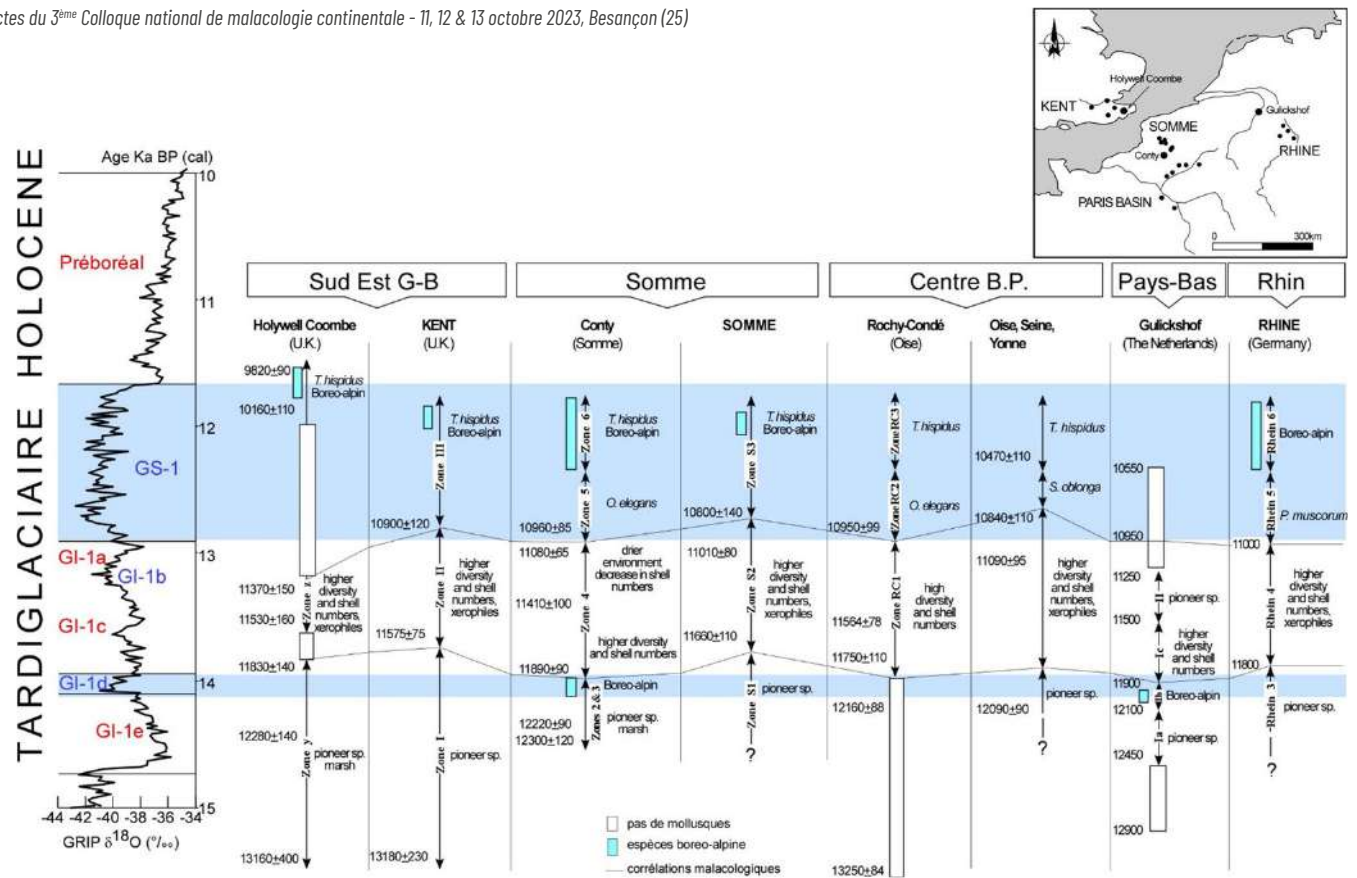 ctes du 3ème Colloque national de malacologie continentale - 11, 12 & 13 octobre 2023, Besançon (25)
Holywell Coombe
KENT
Gulickshof
SOMME
Conty
RHINE
PARIS BASIN
0 300km
TARDIGLACIAIRE HOLOCENE
Age Ka BP (cal)
10
11
12
13
14
15
Préboréal
GS-1
GI-1a
GI-1b
GI-1c
GI-1d
GI-1e
-44 -42 -40 -38 -36 -34
GRIP δ18O (°/₀₀)
Sud Est G-B
Somme
Centre B.P.
Pays-Bas
Rhin
Holywell Coombe
(U.K.)
9820±90
T. hispidus
Boreo-alpin
10160±110
11370±150
11530±160
Zone z
higher
diversity
and shell
numbers,
xerophiles
11830±140
12280±140
Zone y
pioneer sp.
marsh
13160±400
KENT
(U.K.)
T. hispidus
Boreo-alpin
Zone III
10900±120
Zone II
higher
diversity
and shell
numbers,
xerophiles
11575±75
Zone I
pioneer sp.
13180±230
Conty
(Somme)
Zone 6
T. hispidus
Boreo-alpin
Zone 5
O. elegans
10960±85
11080±65
drier
environment
decrease in shell
numbers
11410±100
Zone 4
higher diversity
and shell numbers
11890±90
Boreo-alpin
Zones 2 & 3
12220±90
12300±120
pioneer sp.
marsh
SOMME
T. hispidus
Boreo-alpin
Zone S3
10800±140
11010±80
Zone S2
higher
diversity
and shell
numbers,
xerophiles
11660±110
Zone S1
pioneer sp.
?
Rochy-Condé
(Oise)
Zone RC3
T. hispidus
Zone RC2
O. elegans
10950±99
Zone RC1
high
diversity
and shell
numbers
11564±78
11750±110
12160±88
13250±84
Oise, Seine,
Yonne
T. hispidus
10470±110
S. oblonga
10840±110
11090±95
higher
diversity
and shell
numbers,
xerophiles
pioneer sp.
12090±90
?
Gulickshof
(The Netherlands)
10550
10950
11250
pioneer sp.
11500
1c
higher
diversity
and shell
numbers
11900
Boreo-alpin
12100
1a
pioneer sp.
12450
12900
RHINE
(Germany)
Rhein 6
Boreo-alpin
Rhein 5
P. muscorum
11000
Rhein 4
higher
diversity
and shell
numbers,
xerophiles
11800
Rhein 3
pioneer sp.
?
pas de mollusques
espèces boreo-alpine
corrélations malacologiques